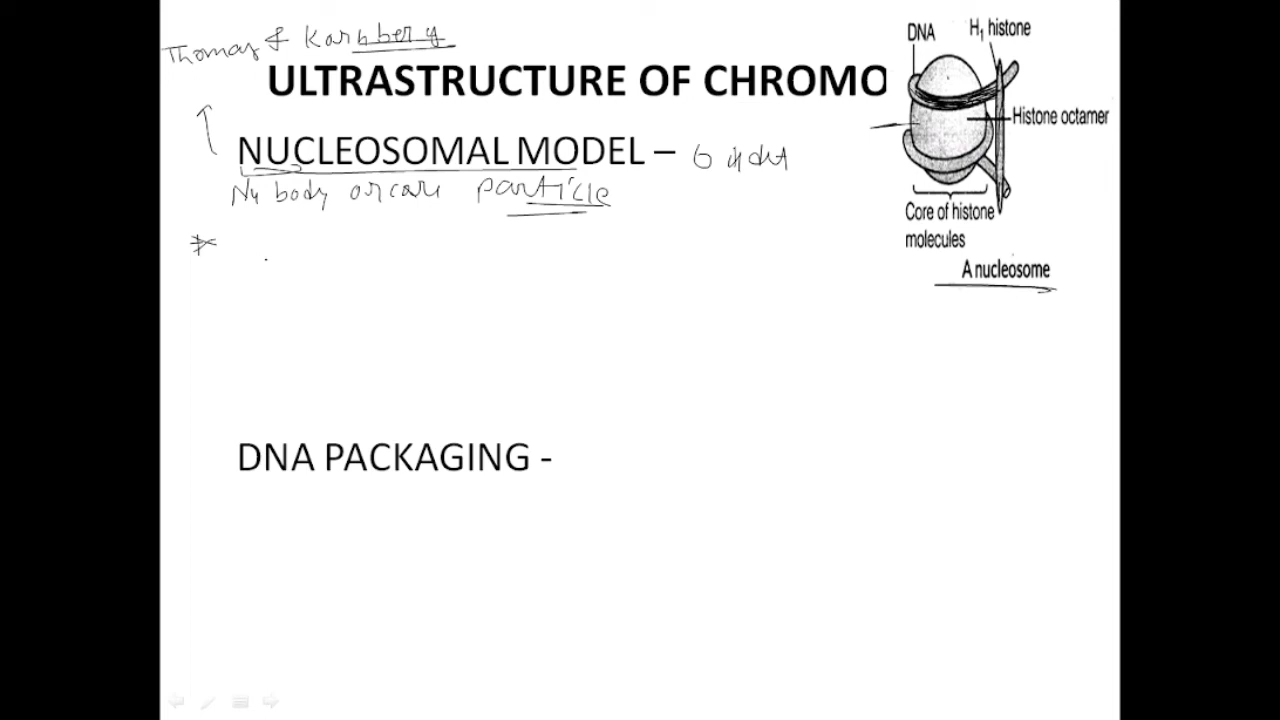 Thomas & Kornberg
ULTRASTRUCTURE OF CHROMO
NUCLEOSOMAL MODEL –
Nu body or core particle
DNA PACKAGING -
DNA
H1 histone
Histone octamer
Core of histone
molecules
A nucleosome